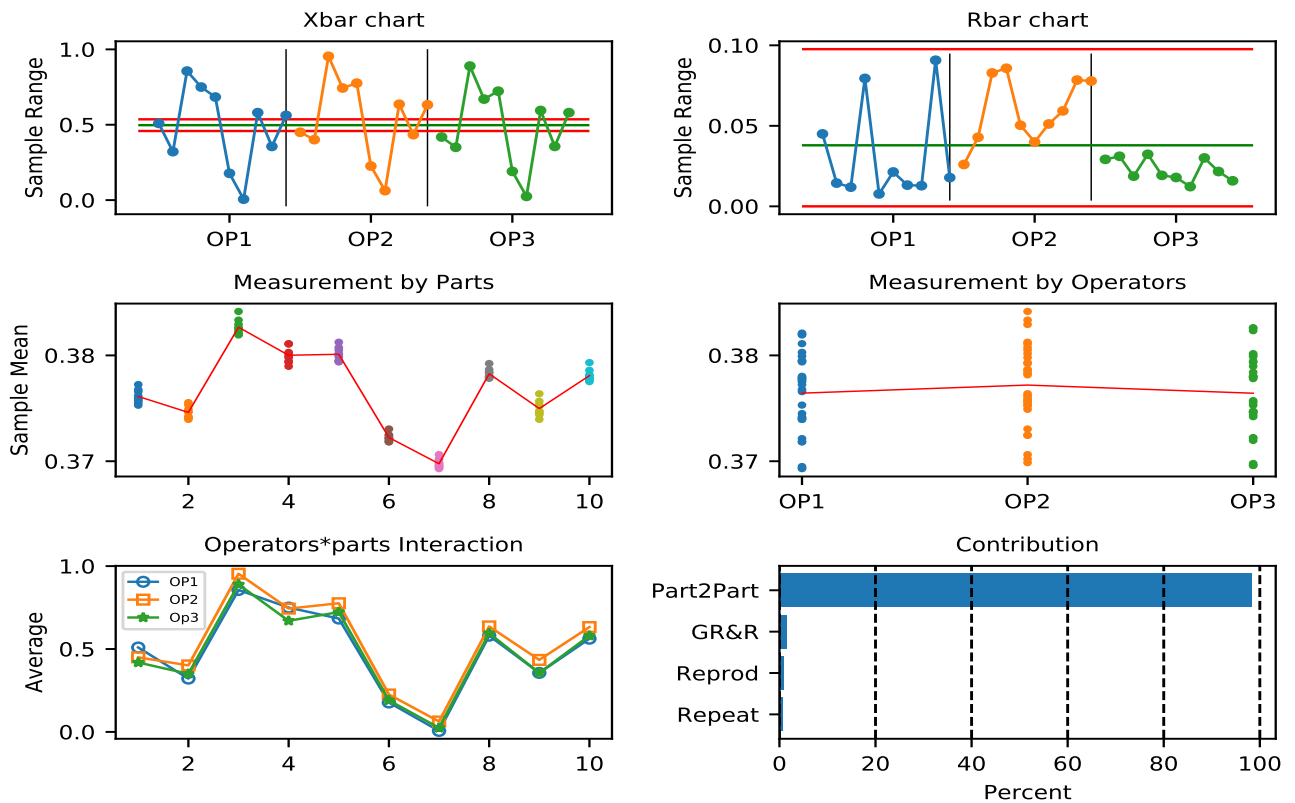 Xbar chart
Sample Range
1.0
0.5
0.0
OP1 OP2 OP3
Rbar chart
Sample Range
0.10
0.05
0.00
OP1 OP2 OP3
Measurement by Parts
Sample Mean
0.38
0.37
2 4 6 8 10
Measurement by Operators
0.38
0.37
OP1 OP2 OP3
Operators*parts Interaction
Average
1.0
0.5
0.0
OP1
OP2
Op3
2 4 6 8 10
Contribution
Part2Part
GR&R
Reprod
Repeat
0 20 40 60 80 100
Percent